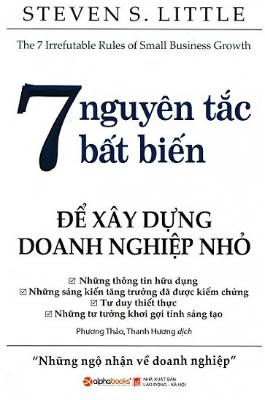 STEVEN S. LITTLE
The 7 Irrefutable Rules of Small Business Growth
7 nguyên tắc
bất biến
ĐỂ XÂY DỰNG
DOANH NGHIỆP NHỎ
☑ Những thông tin hữu dụng
☑ Những sáng kiến tăng trưởng đã được kiểm chứng
☑ Tư duy thiết thực
☑ Những tư tưởng khơi gợi tính sáng tạo
Phương Thảo, Thanh Hương dịch
“Những ngộ nhận về doanh nghiệp”
alphabooks
NHÀ XUẤT BẢN
LAO ĐỘNG - XÃ HỘI